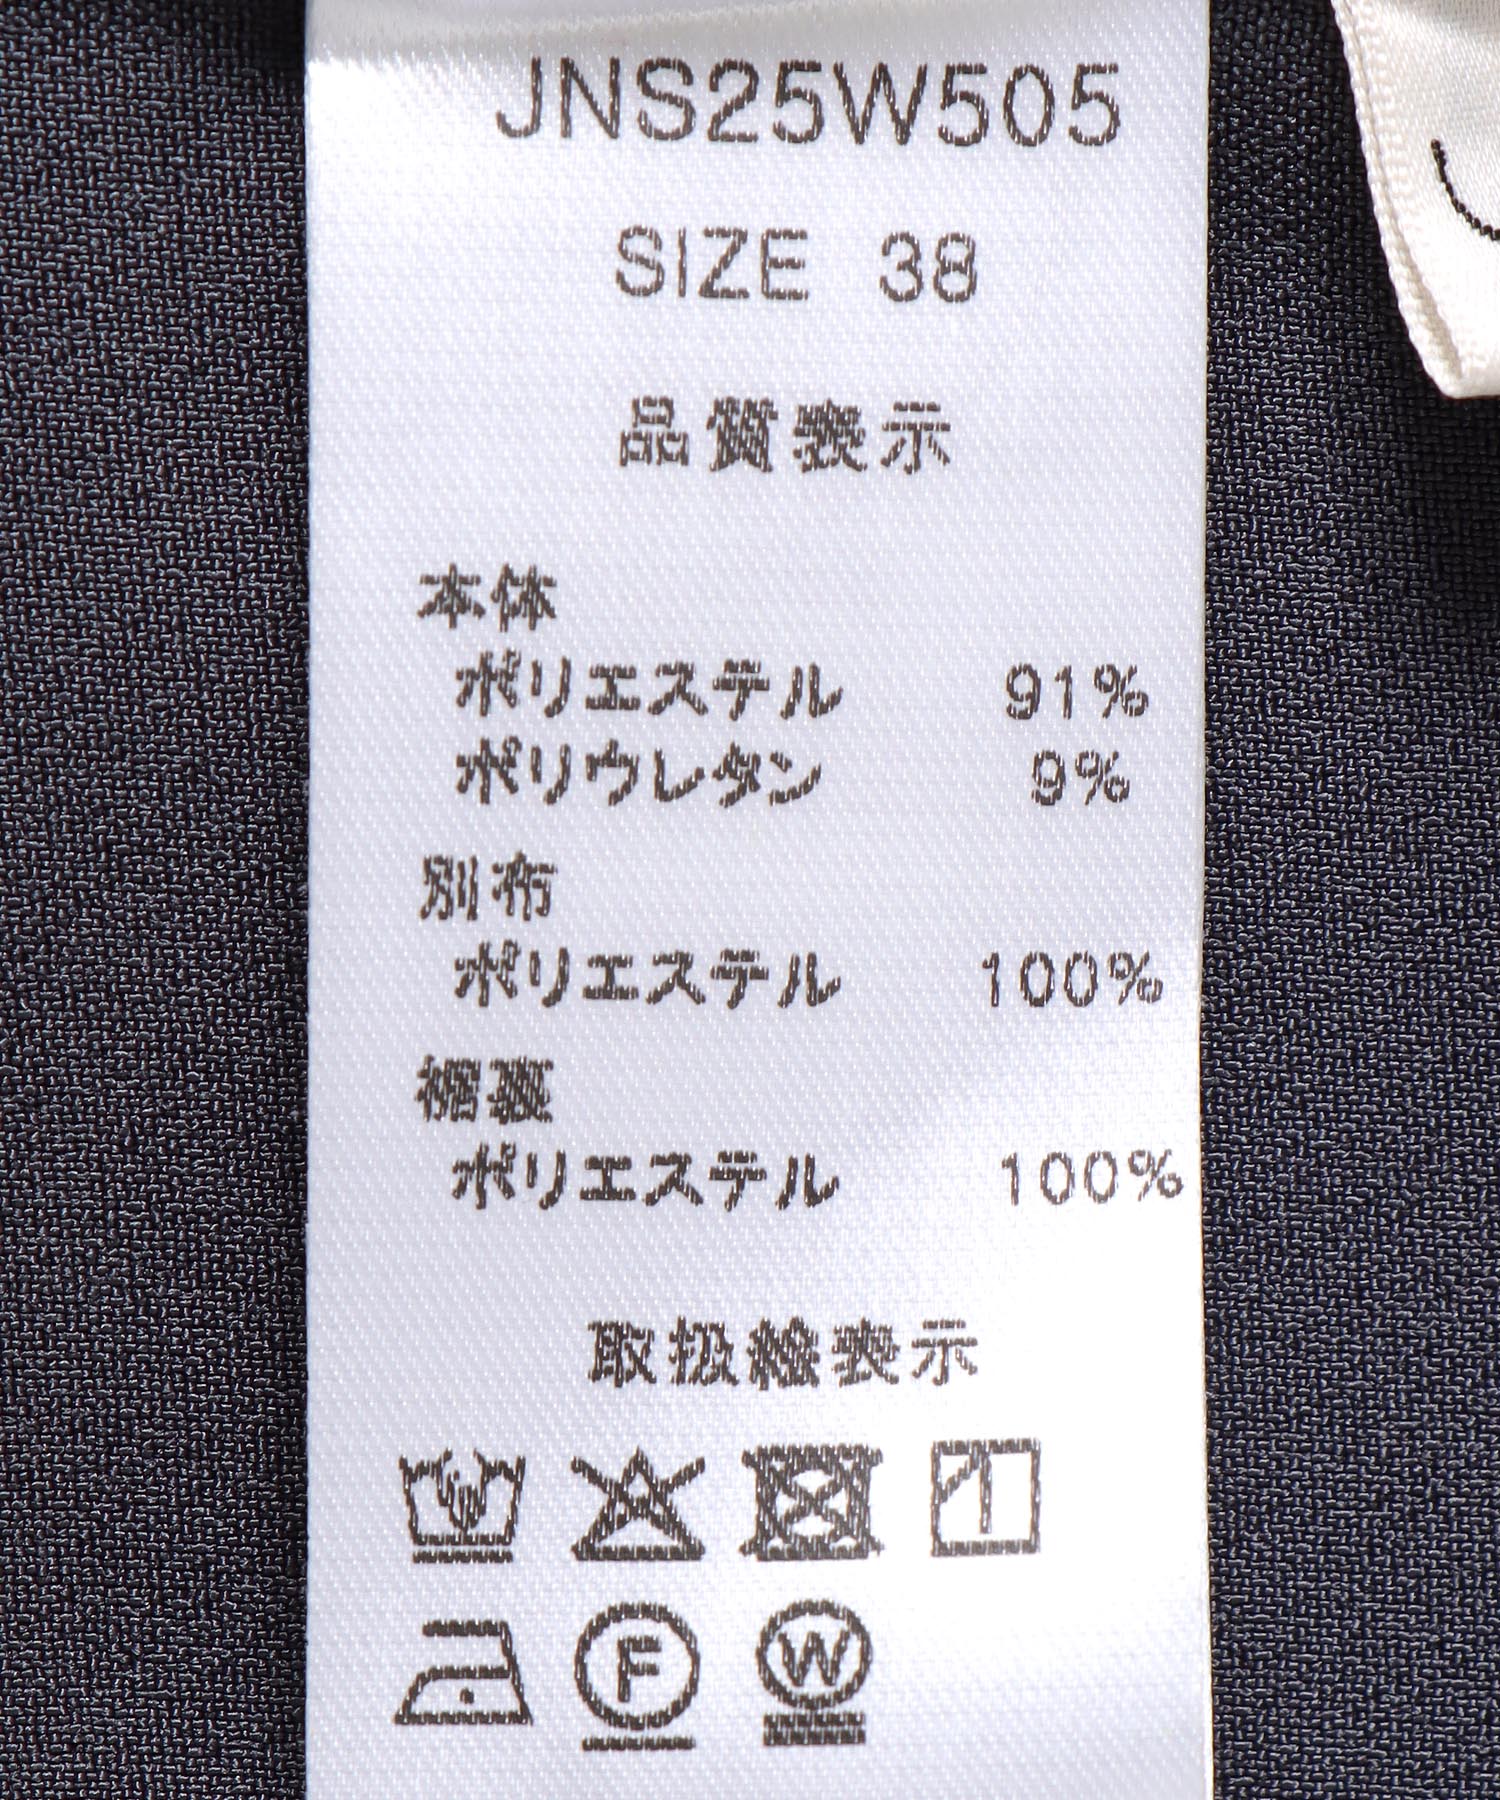 JNS25W505
SIZE 38
品質表示
本体
ポリエステル 91%
ポリウレタン 9%
別布
ポリエステル 100%
裾裏
ポリエステル 100%
取扱絵表示
F W